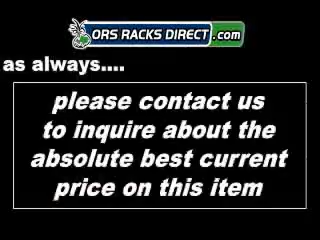 ORS RACKS DIRECT.com
as always....
please contact us
to inquire about the
absolute best current
price on this item